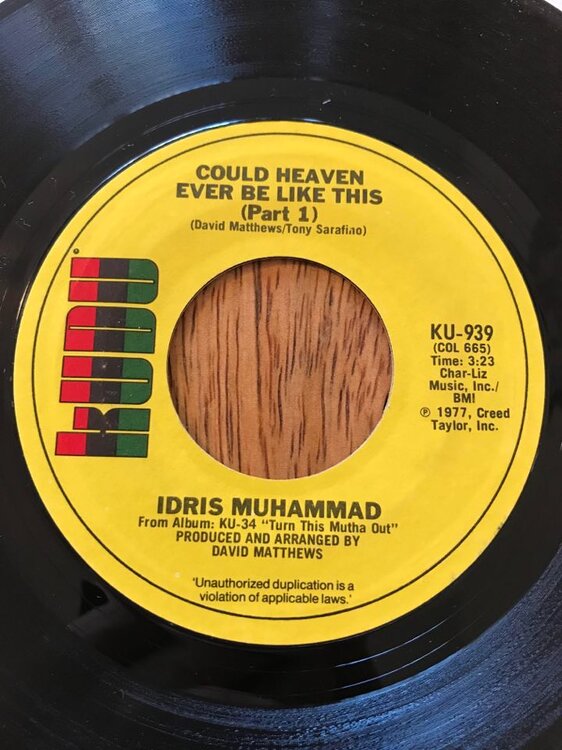 COULD HEAVEN
EVER BE LIKE THIS
(Part 1)
(David Matthews/Tony Sarafino)
KUDU
®
KU-939
(COL 665)
Time: 3:23
Char-Liz
Music, Inc./
BMI
℗ 1977, Creed
Taylor, Inc.
IDRIS MUHAMMAD
From Album: KU-34 "Turn This Mutha Out"
PRODUCED AND ARRANGED BY
DAVID MATTHEWS
'Unauthorized duplication is a
violation of applicable laws.'